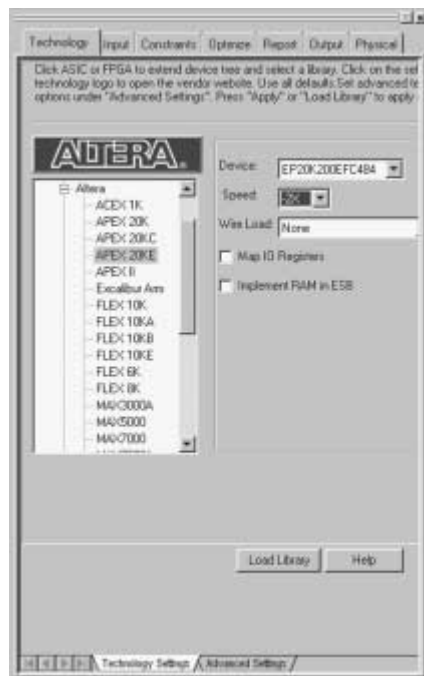 Technology Input Constraints Optimize Report Output Physical
Click ASIC or FPGA to extend device tree and select a library. Click on the sel
technology logo to open the vendor website. Use all defaults.Set advanced te
options under "Advanced Settings". Press "Apply" or "Load Library" to apply
ALTERA
Device: EP20K200EFC484
Altera
Speed: -2X
ACEX 1K
APEX 20K
Wire Load: None
APEX 20KC
APEX 20KE
Map IO Registers
APEX II
Excalibur Arm
Implement RAM in ESB
FLEX 10K
FLEX 10KA
FLEX 10KB
FLEX 10KE
FLEX 6K
FLEX 8K
MAX3000A
MAX5000
MAX7000
Load Library Help
Technology Settings Advanced Settings